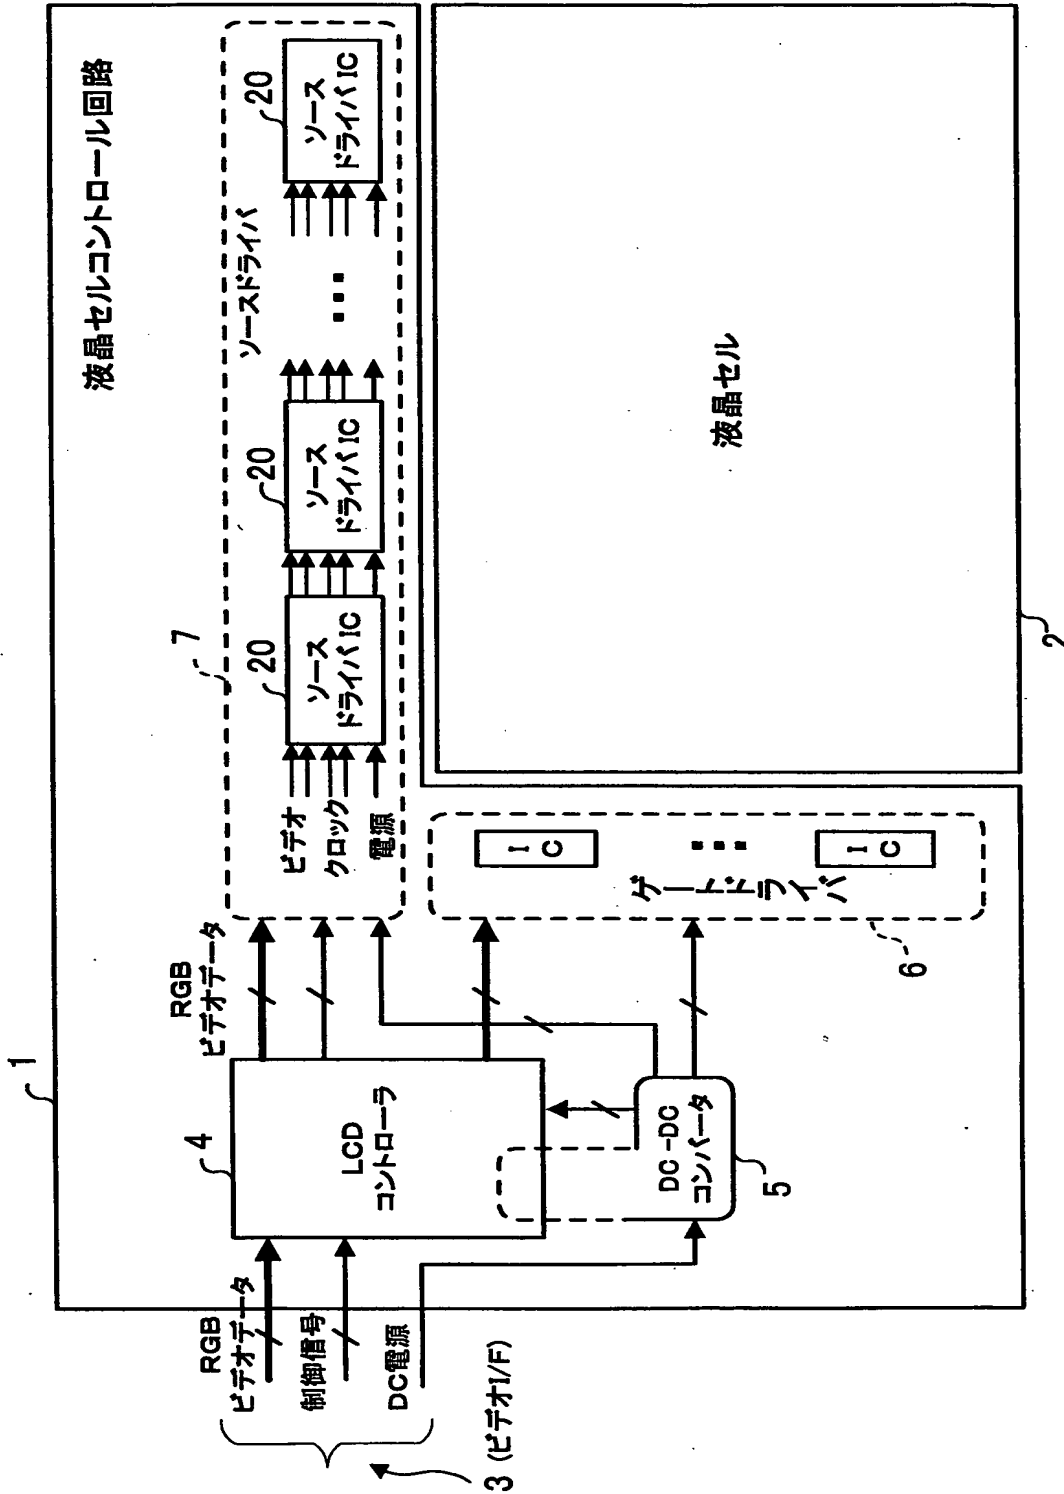 液晶セルコントロール回路
1
RGB
ビデオデータ
制御信号
DC電源
3 (ビデオI/F)
4
LCD
コントローラ
DC-DC
コンバータ
5
RGB
ビデオデータ
7
ソースドライバ
ビデオ
クロック
電源
20
ソース
ドライバIC
20
ソース
ドライバIC
20
ソース
ドライバIC
ゲートドライバ
IC
IC
6
液晶セル
2